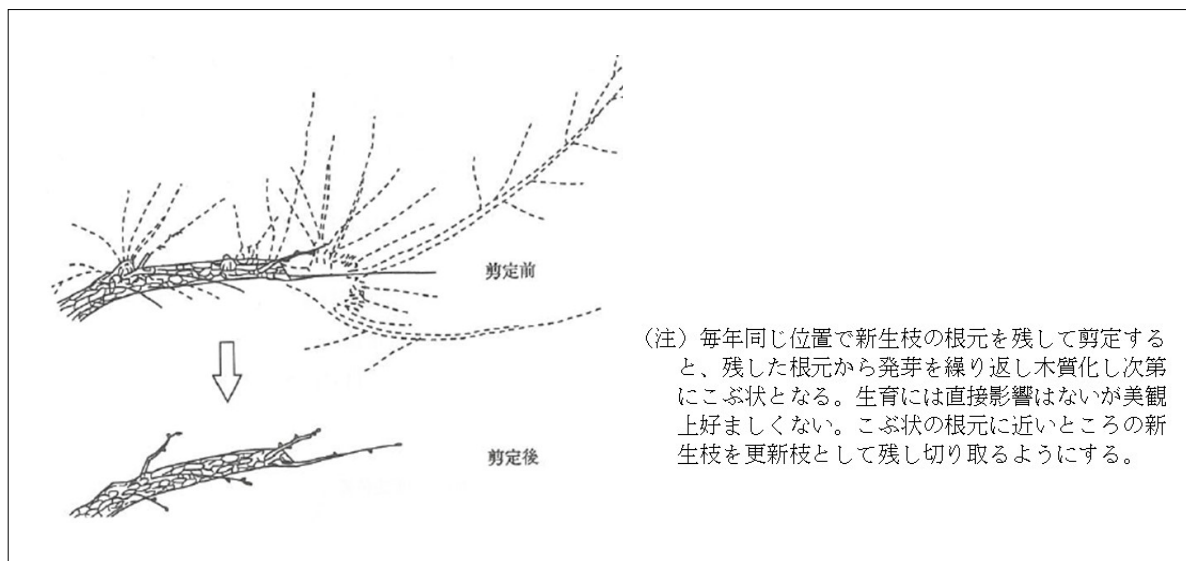 剪定前
剪定後
(注)毎年同じ位置で新生枝の根元を残して剪定する
と、残した根元から発芽を繰り返し木質化し次第
にこぶ状となる。生育には直接影響はないが美観
上好ましくない。こぶ状の根元に近いところの新
生枝を更新枝として残し切り取るようにする。